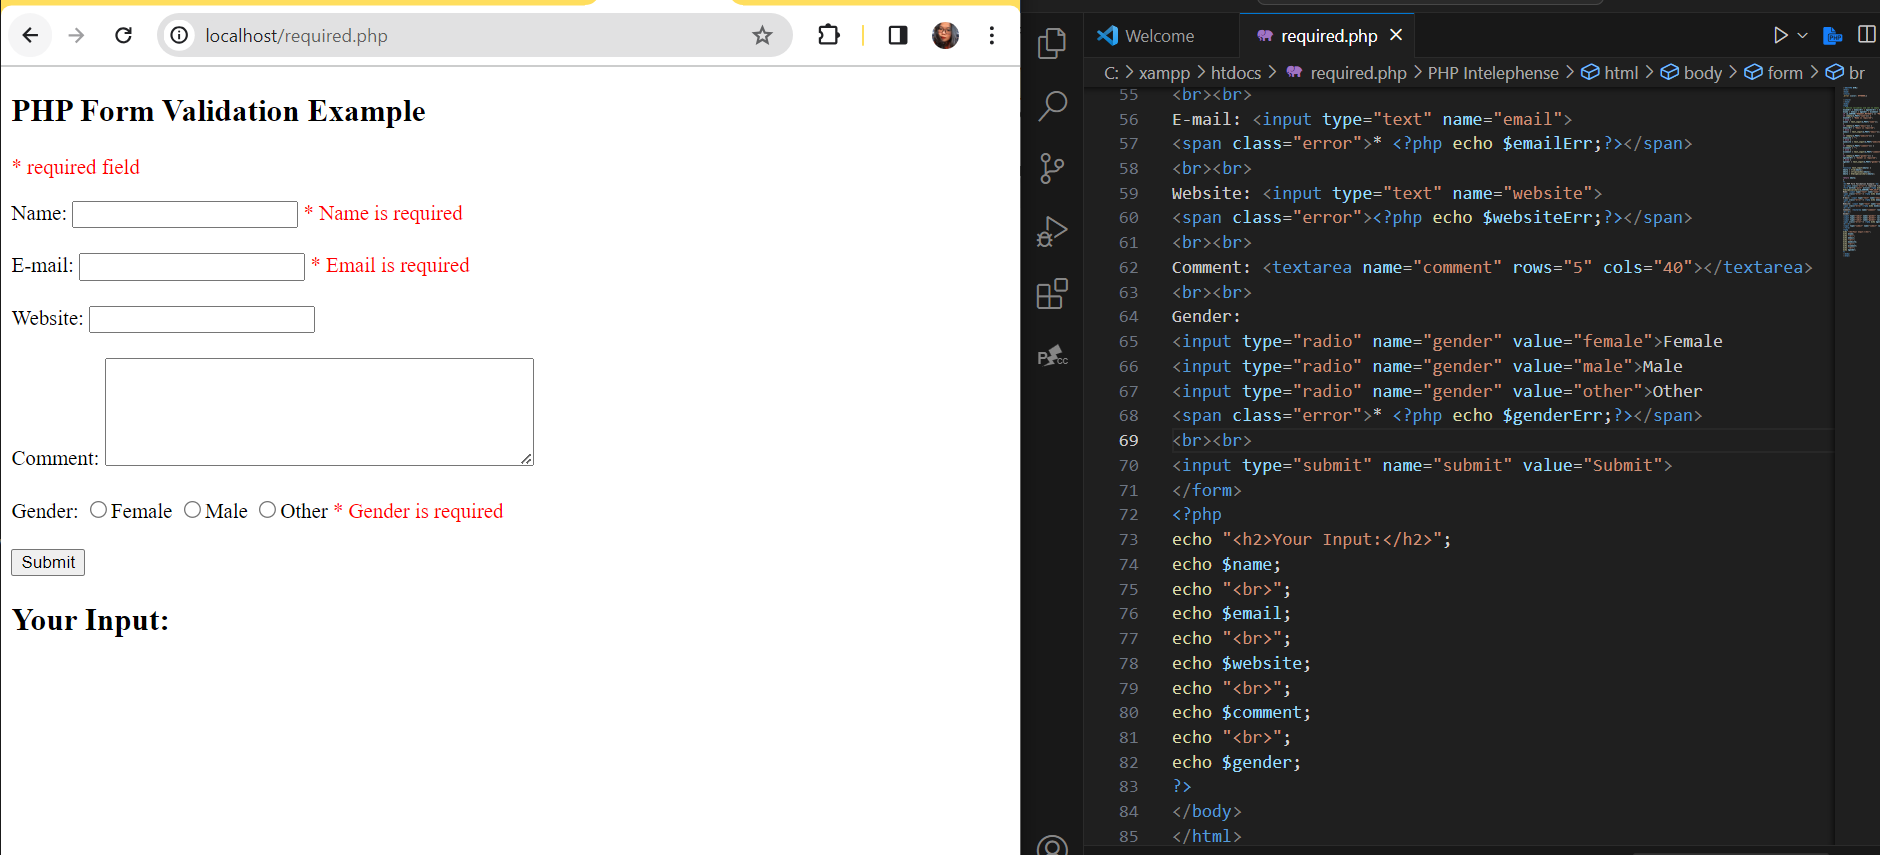 localhost/required.php
PHP Form Validation Example
* required field
Name: * Name is required
E-mail: * Email is required
Website:
Comment:
Gender: Female Male Other * Gender is required
Submit
Your Input:
Welcome
required.php
C: > xampp > htdocs > required.php > PHP Intelephense > html > body > form > br
55 <br><br>
56 E-mail: <input type="text" name="email">
57 <span class="error">* <?php echo $emailErr;?></span>
58 <br><br>
59 Website: <input type="text" name="website">
60 <span class="error"><?php echo $websiteErr;?></span>
61 <br><br>
62 Comment: <textarea name="comment" rows="5" cols="40"></textarea>
63 <br><br>
64 Gender:
65 <input type="radio" name="gender" value="female">Female
66 <input type="radio" name="gender" value="male">Male
67 <input type="radio" name="gender" value="other">Other
68 <span class="error">* <?php echo $genderErr;?></span>
69 <br><br>
70 <input type="submit" name="submit" value="Submit">
71 </form>
72 <?php
73 echo "<h2>Your Input:</h2>";
74 echo $name;
75 echo "<br>";
76 echo $email;
77 echo "<br>";
78 echo $website;
79 echo "<br>";
80 echo $comment;
81 echo "<br>";
82 echo $gender;
83 ?>
84 </body>
85 </html>